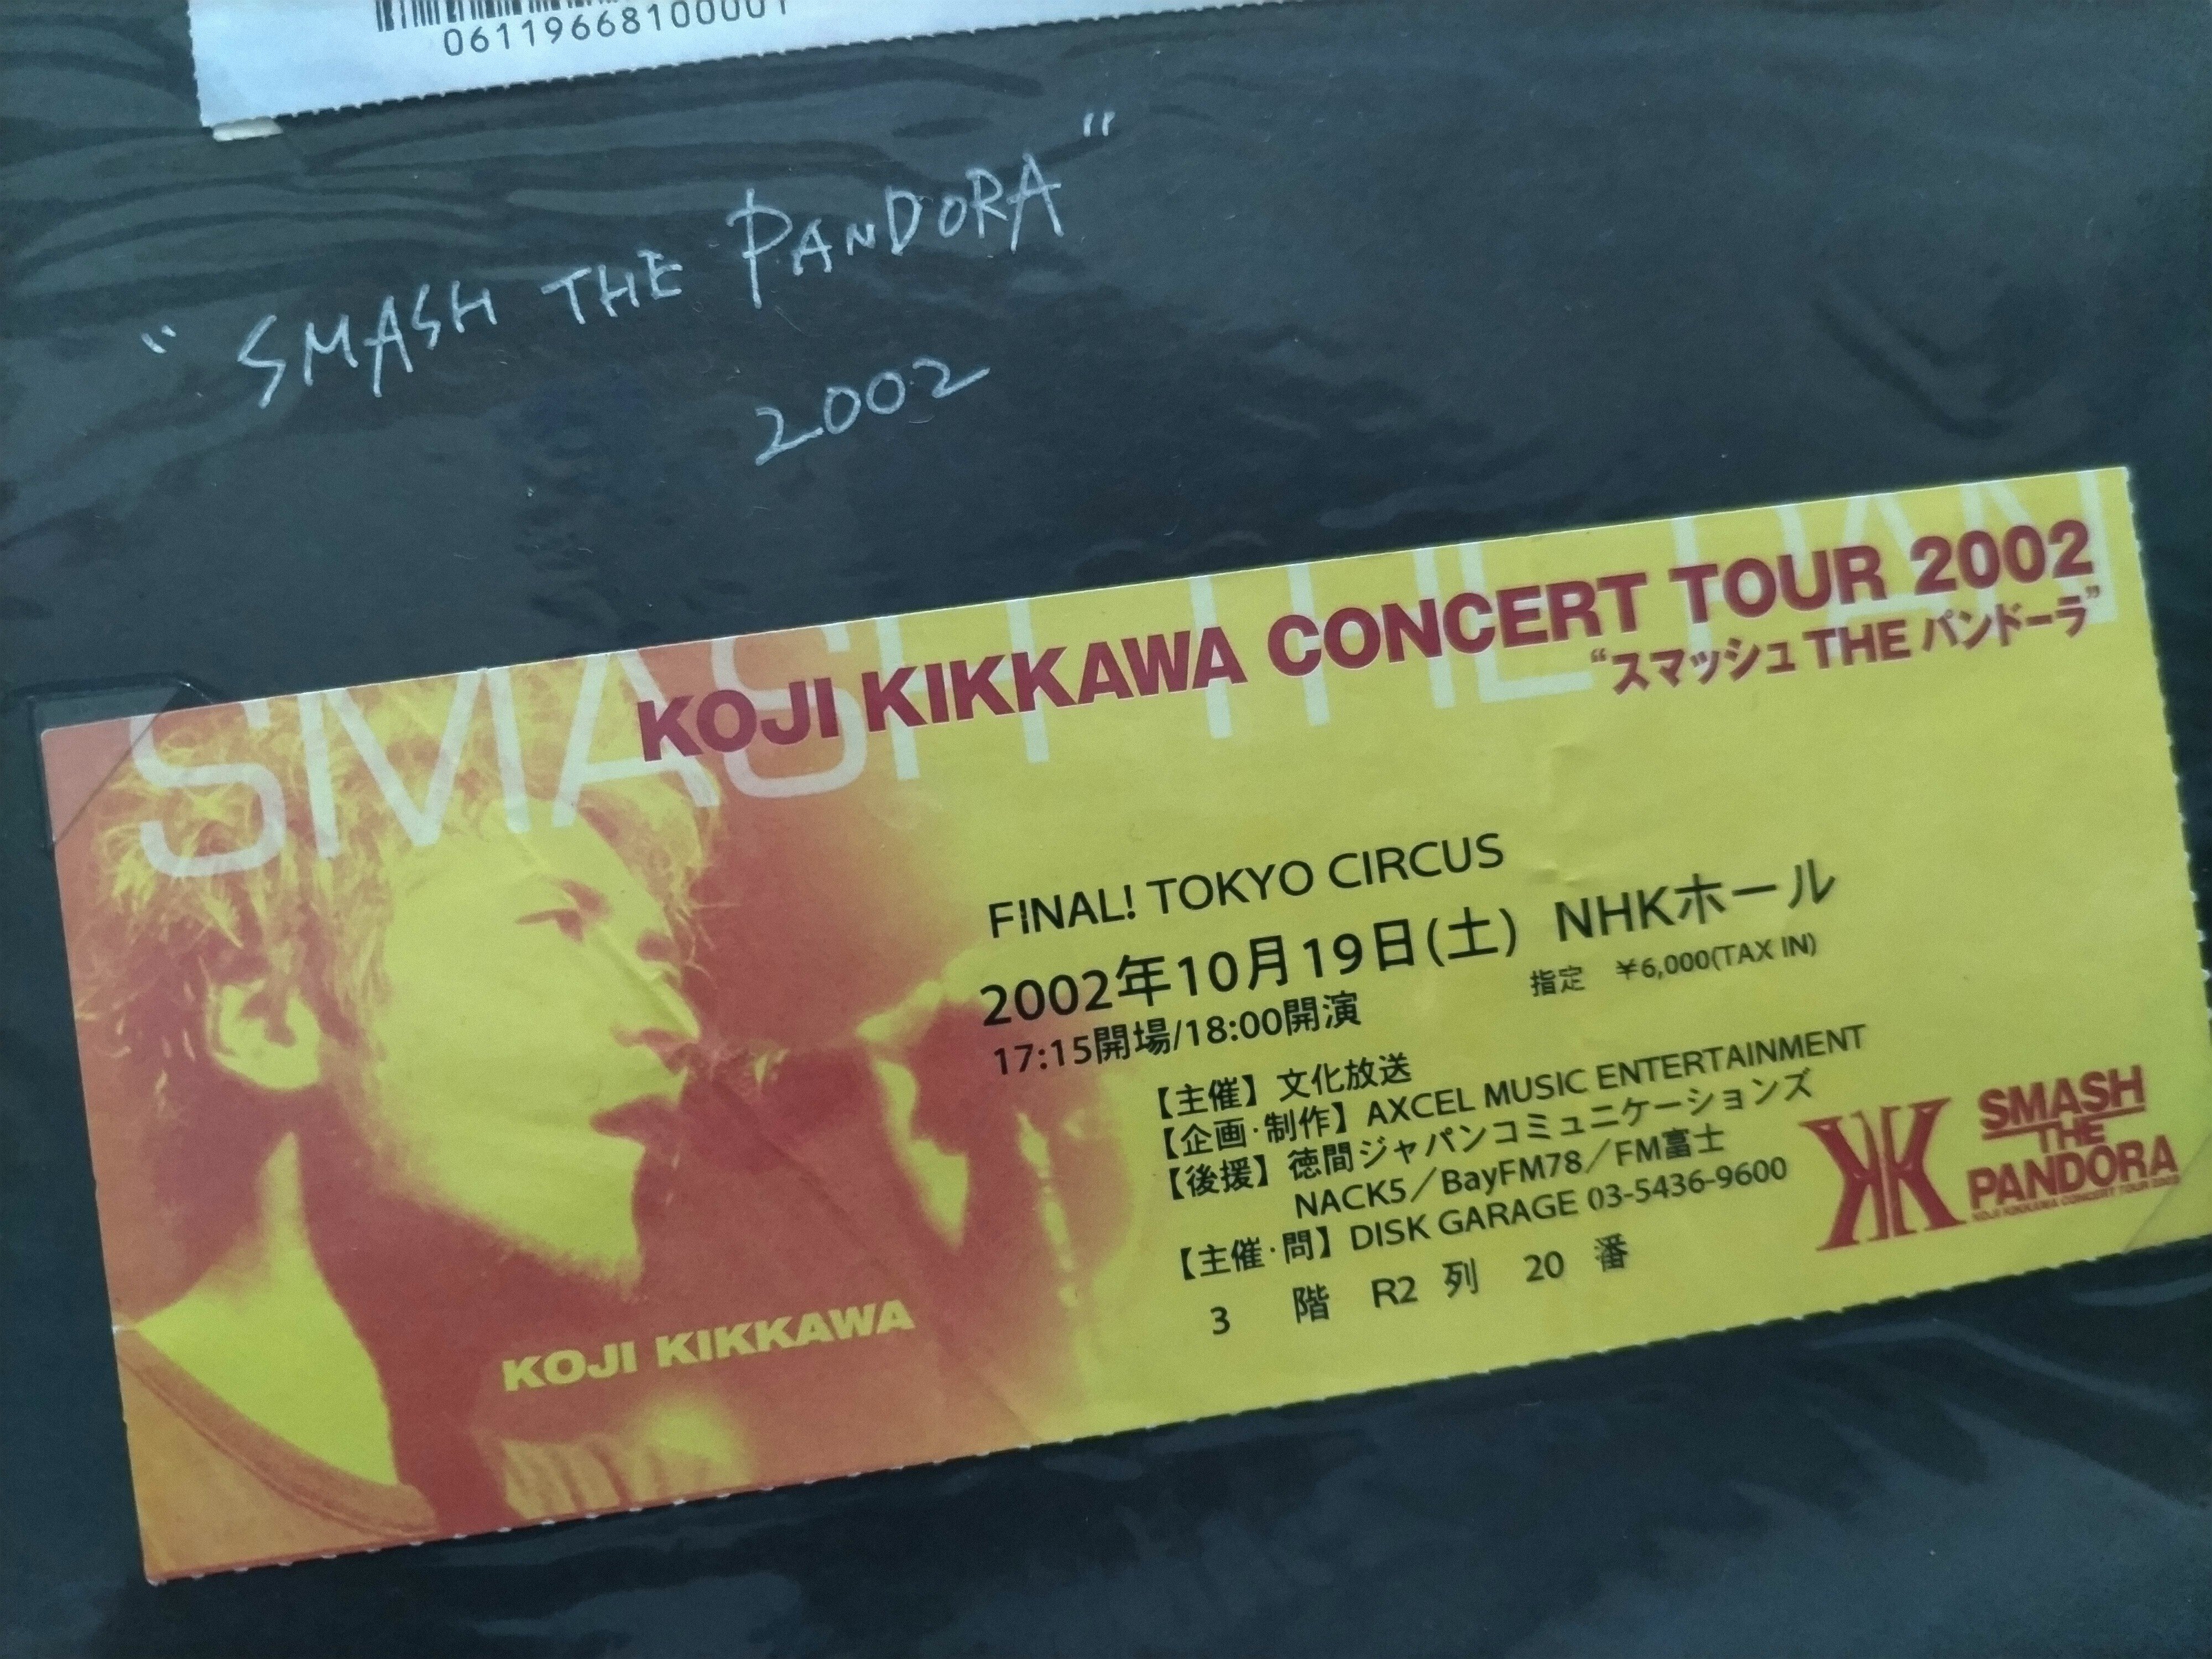 06119668100001
“ SMASH THE PANDORA ”
2002
SMASH THE PAN
KOJI KIKKAWA CONCERT TOUR 2002
“スマッシュ THE パンドーラ”
FINAL! TOKYO CIRCUS
2002年10月19日(土) NHKホール
17:15開場/18:00開演 指定 ¥6,000(TAX IN)
【主催】文化放送
【企画·制作】AXCEL MUSIC ENTERTAINMENT
【後援】徳間ジャパンコミュニケーションズ
NACK5／BayFM78／FM富士
【主催·問】DISK GARAGE 03-5436-9600
3 階 R2 列 20 番
KOJI KIKKAWA
KK
SMASH
THE
PANDORA
KOJI KIKKAWA CONCERT TOUR 2002